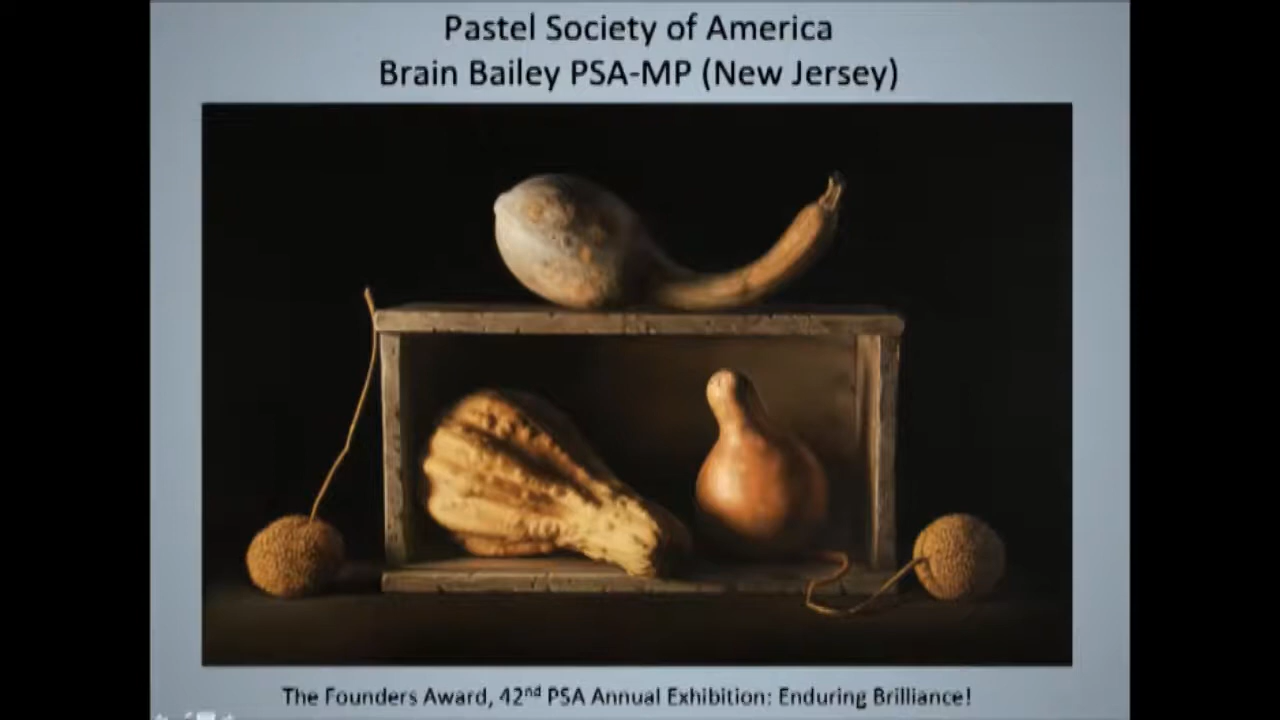 Pastel Society of America
Brain Bailey PSA-MP (New Jersey)
The Founders Award, 42nd PSA Annual Exhibition: Enduring Brilliance!